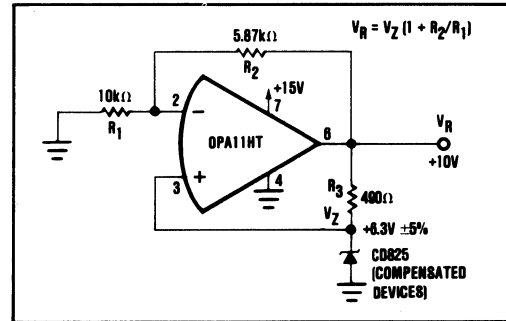 5.87kΩ
V_R = V_Z (1 + R_2/R_1)
R_2
+15V
10kΩ
2
−
7
R_1
OPA11HT
6
V_R
+10V
3
+
4
R_3
490Ω
V_Z
+6.3V ±5%
CD825
(COMPENSATED
DEVICES)